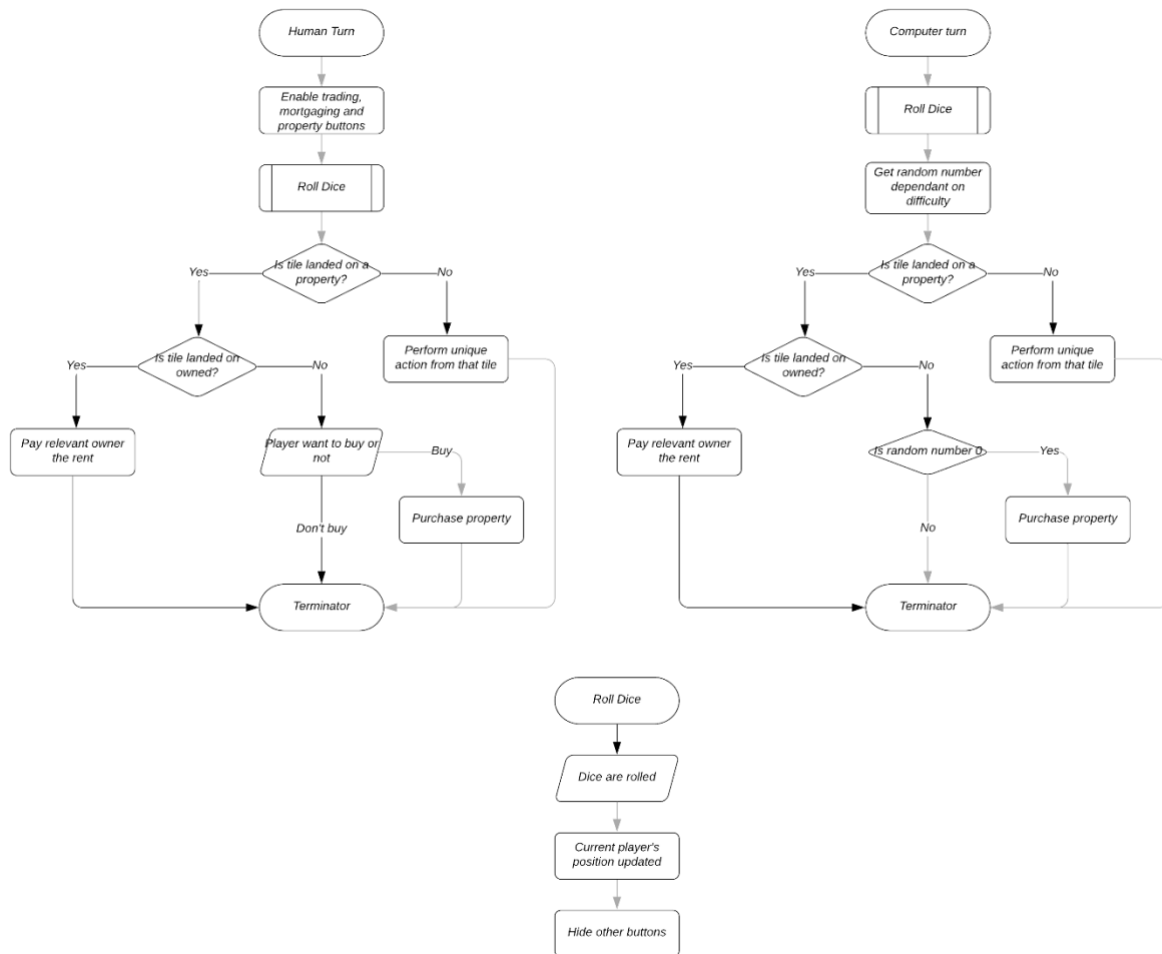 Human Turn
Enable trading,
mortgaging and
property buttons
Roll Dice
Is tile landed on a
property?
Yes
No
Is tile landed on
owned?
Yes
No
Perform unique
action from that tile
Pay relevant owner
the rent
Player want to buy or
not
Buy
Purchase property
Don't buy
Terminator
Computer turn
Roll Dice
Get random number
dependant on
difficulty
Is tile landed on a
property?
Yes
No
Is tile landed on
owned?
Yes
No
Perform unique
action from that tile
Pay relevant owner
the rent
Is random number 0
Yes
Purchase property
No
Terminator
Roll Dice
Dice are rolled
Current player's
position updated
Hide other buttons